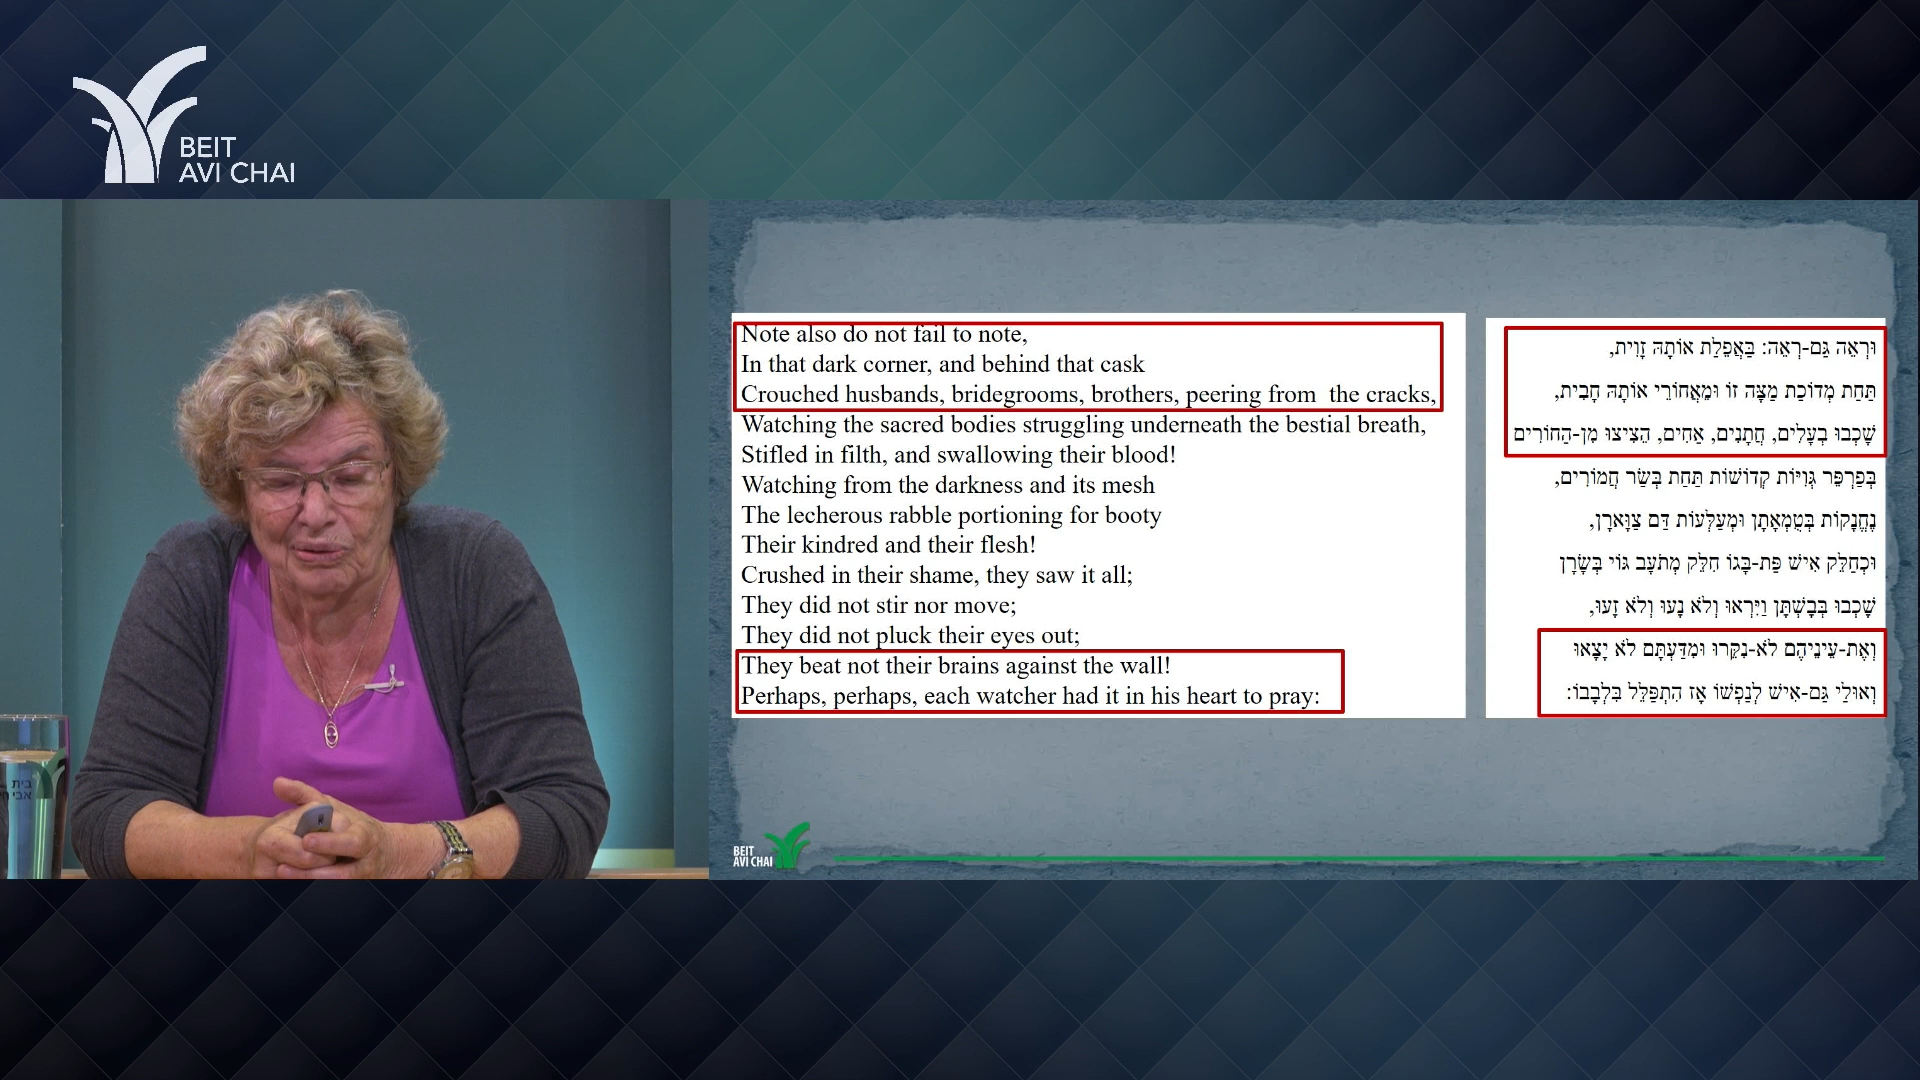 BEIT
AVI CHAI
Note also do not fail to note,
In that dark corner, and behind that cask
Crouched husbands, bridegrooms, brothers, peering from the cracks,
Watching the sacred bodies struggling underneath the bestial breath,
Stifled in filth, and swallowing their blood!
Watching from the darkness and its mesh
The lecherous rabble portioning for booty
Their kindred and their flesh!
Crushed in their shame, they saw it all;
They did not stir nor move;
They did not pluck their eyes out;
They beat not their brains against the wall!
Perhaps, perhaps, each watcher had it in his heart to pray:
וּרְאֵה גַּם-רְאֵה: בַּאֲפֵלַת אוֹתָהּ זָוִית,
תַּחַת מְדוֹכַת מַצָּה זוֹ וּמֵאֲחוֹרֵי אוֹתָהּ חָבִית,
שָׁכְבוּ בְעָלִים, חֲתָנִים, אַחִים, הֵצִיצוּ מִן-הַחוֹרִים
בְּפַרְפֵּר גְּוִיּוֹת קְדוֹשׁוֹת תַּחַת בְּשַׂר חֲמוֹרִים,
נֶחֱנָקוֹת בְּטֻמְאָתָן וּמְעַלְּעוֹת דַּם צַוָּארָן,
וּכְחַלֵּק אִישׁ פַּת-בָּגוֹ חִלֵּק מְתֹעָב גּוֹי בְּשָׂרָן
שָׁכְבוּ בְּבָשְׁתָּן וַיִּרְאוּ וְלֹא נָעוּ וְלֹא זָעוּ,
וְאֶת-עֵינֵיהֶם לֹא-נִקֵּרוּ וּמִדַּעְתָּם לֹא יָצָאוּ
וְאוּלַי גַּם-אִישׁ לְנַפְשׁוֹ אָז הִתְפַּלֵּל בִּלְבָבוֹ:
בית
BEIT
AVI CHAI